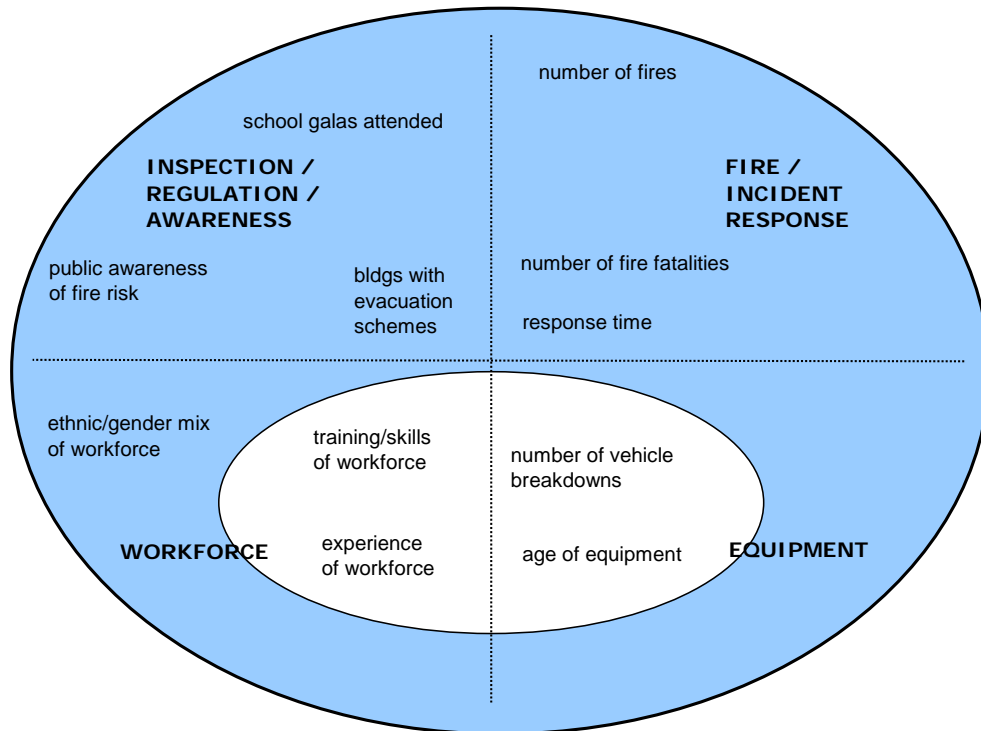 number of fires
school galas attended
INSPECTION /
REGULATION /
AWARENESS
FIRE /
INCIDENT
RESPONSE
public awareness
of fire risk
bldgs with
evacuation
schemes
number of fire fatalities
response time
ethnic/gender mix
of workforce
training/skills
of workforce
number of vehicle
breakdowns
WORKFORCE
experience
of workforce
age of equipment
EQUIPMENT